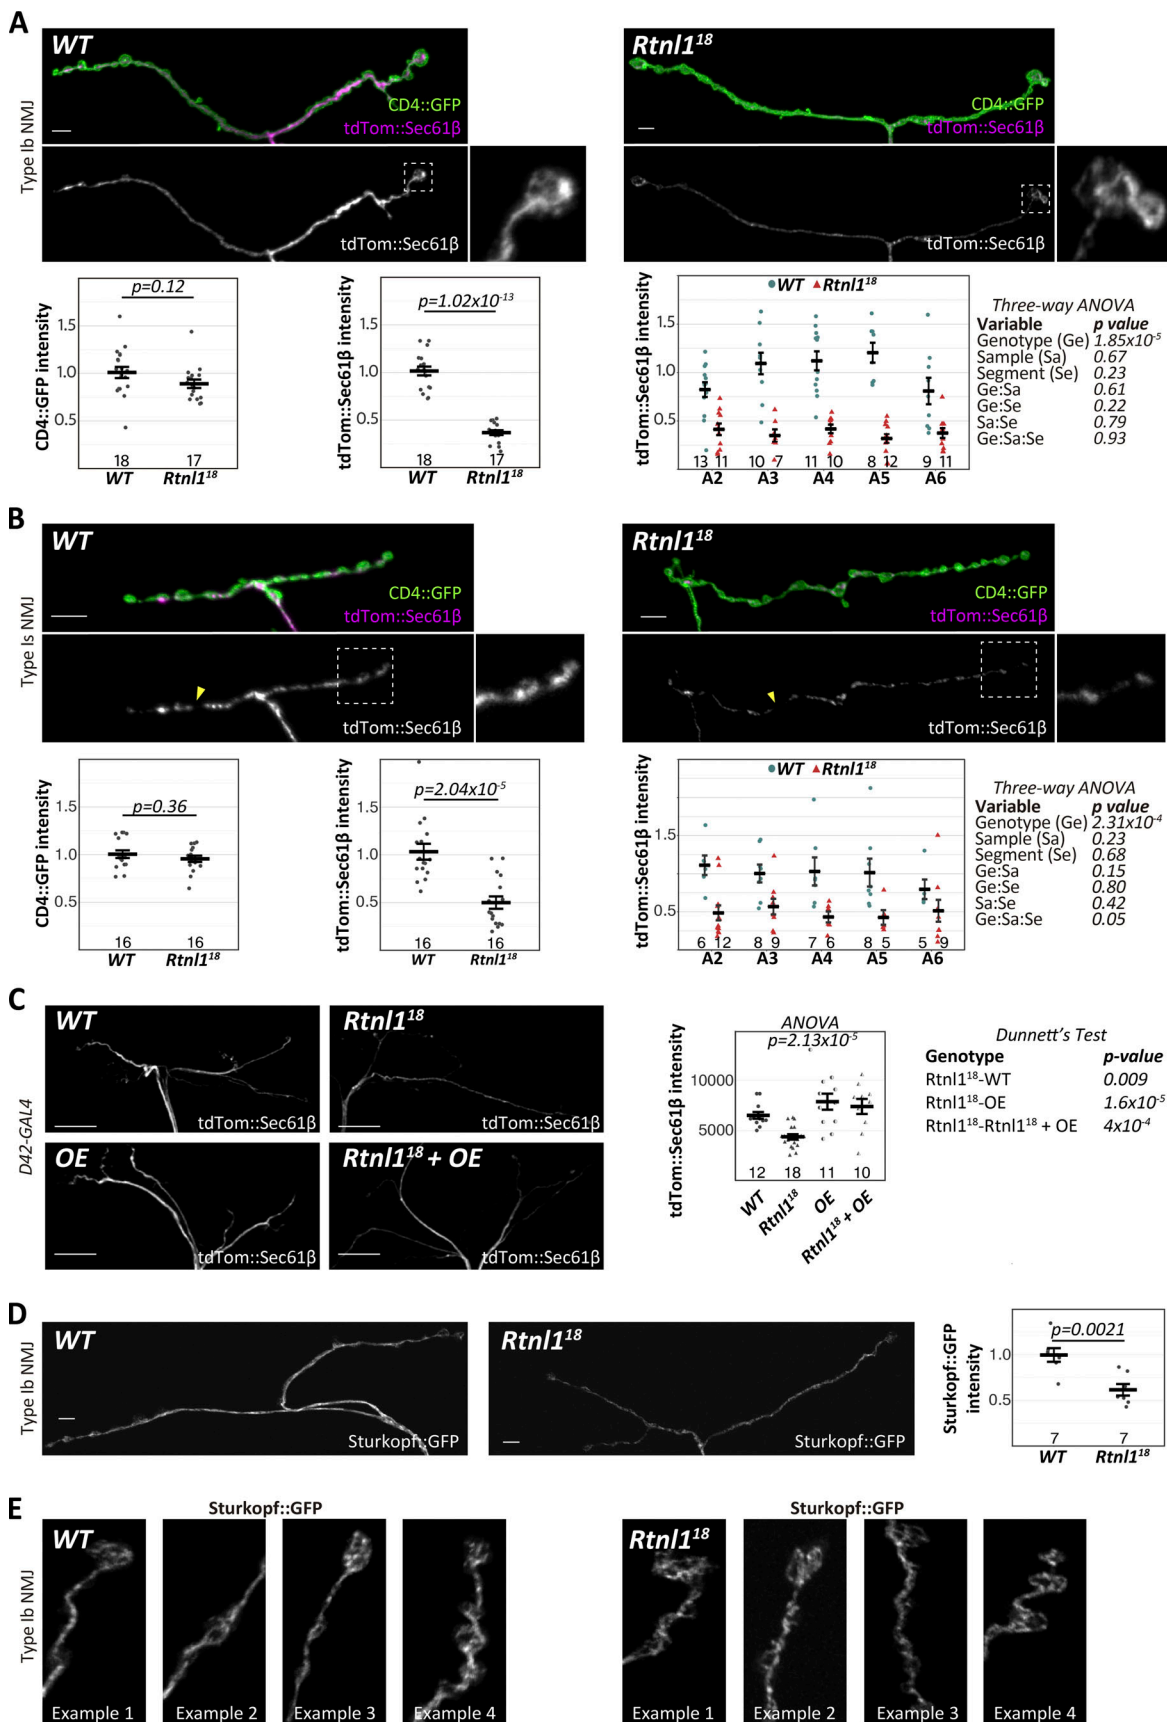 A
WT
CD4::GFP
tdTom::Sec61β
tdTom::Sec61β
Type Ib NMJ
Rtnl1¹⁸
CD4::GFP
tdTom::Sec61β
tdTom::Sec61β
CD4::GFP intensity
p=0.12
1.5
1.0
0.5
18 17
WT Rtnl1¹⁸
tdTom::Sec61β intensity
p=1.02x10⁻¹³
1.5
1.0
0.5
18 17
WT Rtnl1¹⁸
tdTom::Sec61β intensity
WT Rtnl1¹⁸
1.5
1.0
0.5
13 11 10 7 11 10 8 12 9 11
A2 A3 A4 A5 A6
Three-way ANOVA
Variable p value
Genotype (Ge) 1.85x10⁻⁵
Sample (Sa) 0.67
Segment (Se) 0.23
Ge:Sa 0.61
Ge:Se 0.22
Sa:Se 0.79
Ge:Sa:Se 0.93
B
WT
CD4::GFP
tdTom::Sec61β
tdTom::Sec61β
Type Is NMJ
Rtnl1¹⁸
CD4::GFP
tdTom::Sec61β
tdTom::Sec61β
CD4::GFP intensity
p=0.36
1.5
1.0
0.5
16 16
WT Rtnl1¹⁸
tdTom::Sec61β intensity
p=2.04x10⁻⁵
1.5
1.0
0.5
16 16
WT Rtnl1¹⁸
tdTom::Sec61β intensity
WT Rtnl1¹⁸
1.5
1.0
0.5
6 12 8 9 7 6 8 5 5 9
A2 A3 A4 A5 A6
Three-way ANOVA
Variable p value
Genotype (Ge) 2.31x10⁻⁴
Sample (Sa) 0.23
Segment (Se) 0.68
Ge:Sa 0.15
Ge:Se 0.80
Sa:Se 0.42
Ge:Sa:Se 0.05
C
D42-GAL4
WT
tdTom::Sec61β
Rtnl1¹⁸
tdTom::Sec61β
OE
tdTom::Sec61β
Rtnl1¹⁸ + OE
tdTom::Sec61β
tdTom::Sec61β intensity
ANOVA
p=2.13x10⁻⁵
10000
5000
12 18 11 10
WT Rtnl1¹⁸ OE Rtnl1¹⁸ + OE
Dunnett's Test
Genotype p-value
Rtnl1¹⁸-WT 0.009
Rtnl1¹⁸-OE 1.6x10⁻⁵
Rtnl1¹⁸-Rtnl1¹⁸ + OE 4x10⁻⁴
D
Type Ib NMJ
WT
Sturkopf::GFP
Rtnl1¹⁸
Sturkopf::GFP
Sturkopf::GFP
intensity
p=0.0021
1.0
0.5
7 7
WT Rtnl1¹⁸
E
Type Ib NMJ
Sturkopf::GFP
WT
Example 1 Example 2 Example 3 Example 4
Sturkopf::GFP
Rtnl1¹⁸
Example 1 Example 2 Example 3 Example 4